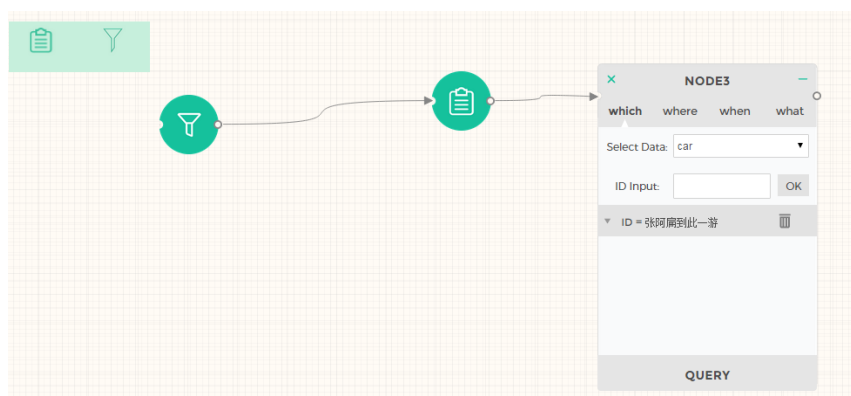 NODE3
which where when what
Select Data: car
ID Input: OK
ID = 张阿庸到此一游
QUERY